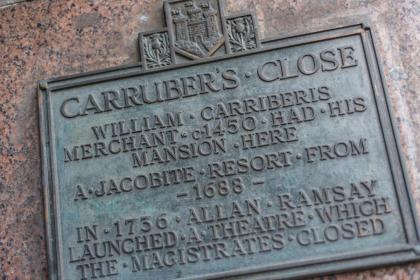 CARRUBER'S · CLOSE
WILLIAM · CARRIBERIS
MERCHANT · c1450 · HAD · HIS
MANSION · HERE
A · JACOBITE · RESORT · FROM
- 1688 -
IN · 1736 · ALLAN · RAMSAY
LAUNCHED · A · THEATRE · WHICH
THE · MAGISTRATES · CLOSED